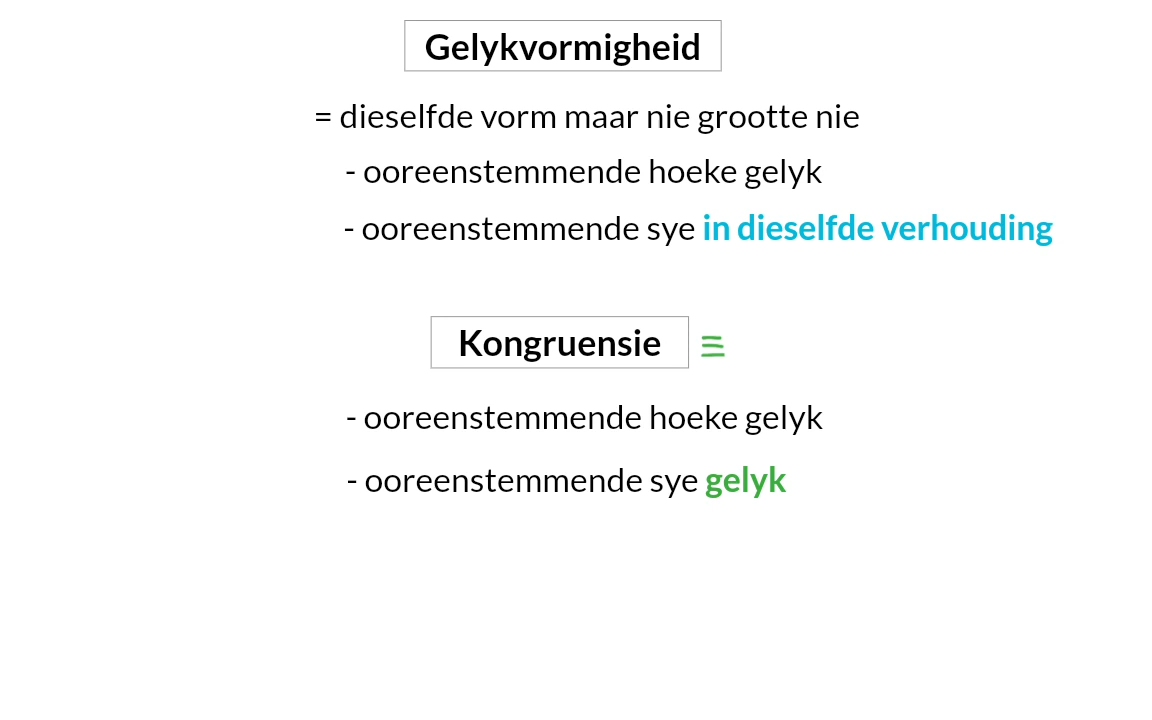 Gelykvormigheid
= dieselfde vorm maar nie grootte nie
- ooreenstemmende hoeke gelyk
- ooreenstemmende sye in dieselfde verhouding
Kongruensie ≡
- ooreenstemmende hoeke gelyk
- ooreenstemmende sye gelyk